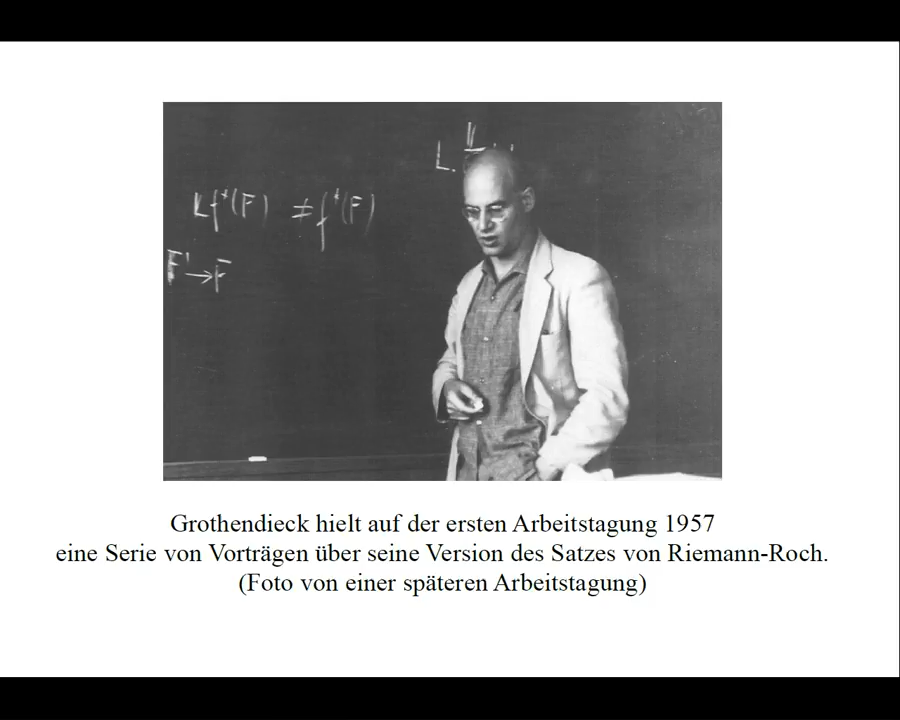 L.
Lf*(F) ≠ f*(F)
F' → F
Grothendieck hielt auf der ersten Arbeitstagung 1957
eine Serie von Vorträgen über seine Version des Satzes von Riemann-Roch.
(Foto von einer späteren Arbeitstagung)